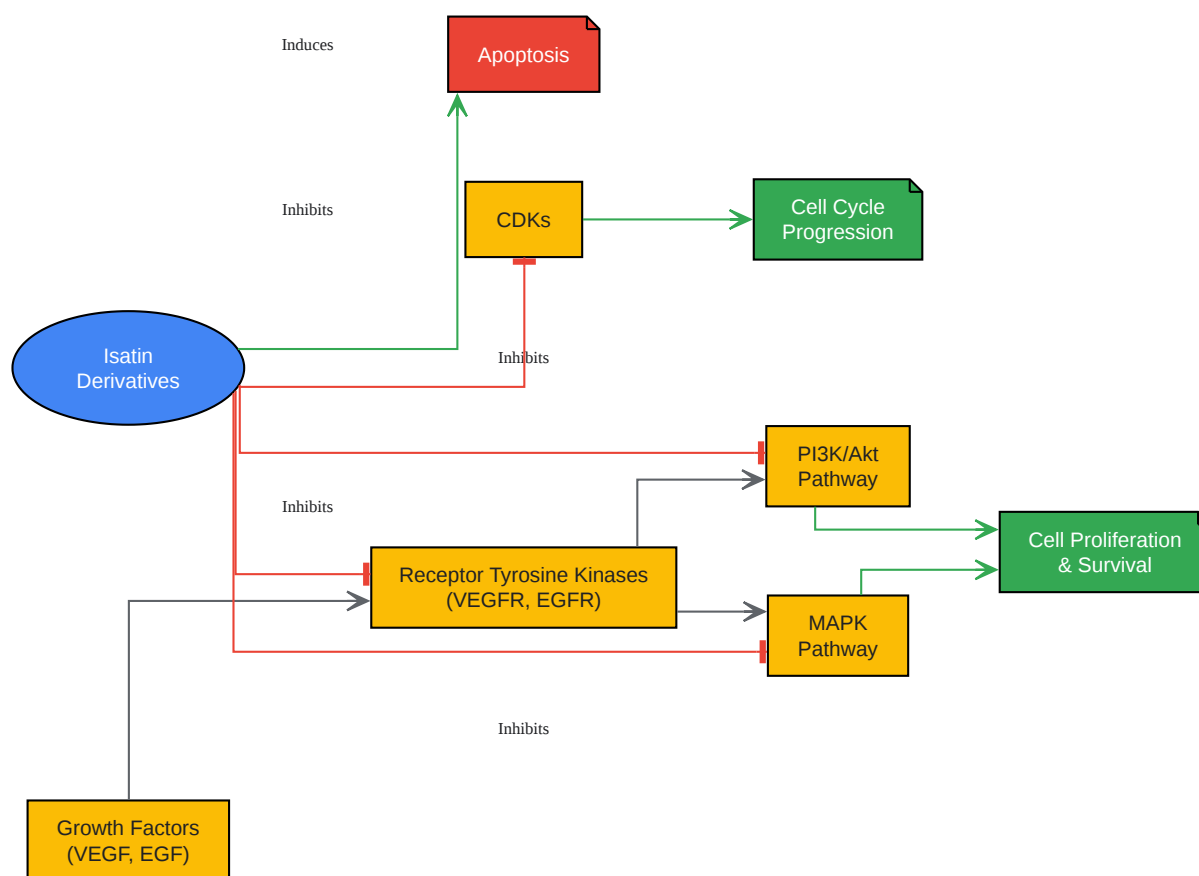 Induces
Apoptosis
Inhibits
CDKs
Cell Cycle
Progression
Isatin
Derivatives
Inhibits
PI3K/Akt
Pathway
Inhibits
Receptor Tyrosine Kinases
(VEGFR, EGFR)
Cell Proliferation
& Survival
MAPK
Pathway
Inhibits
Growth Factors
(VEGF, EGF)